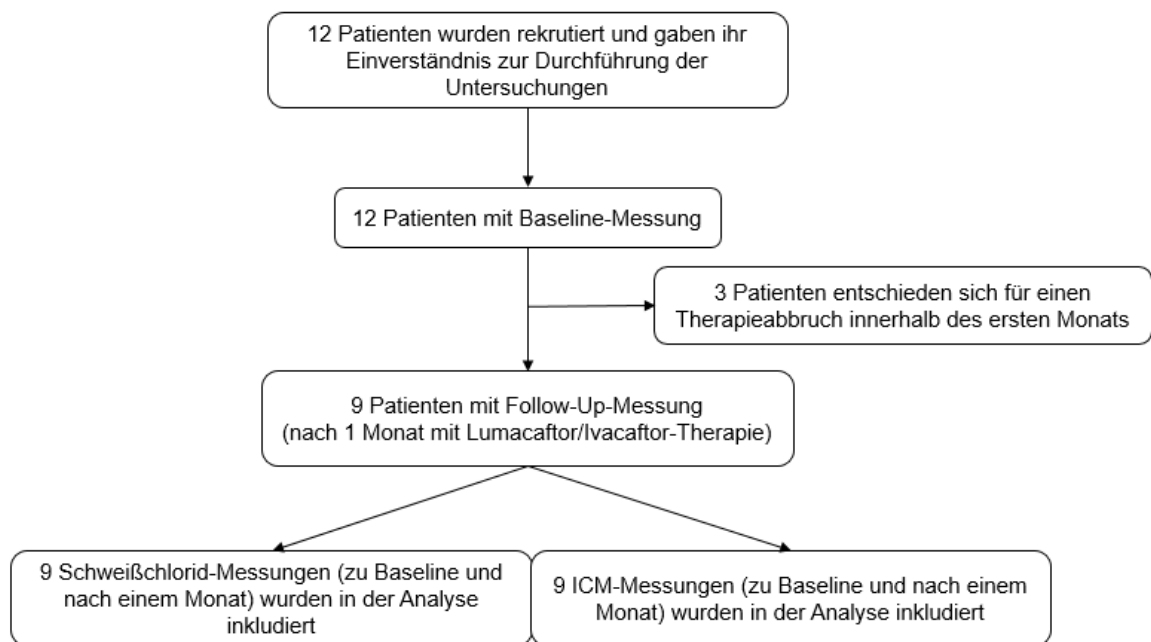 12 Patienten wurden rekrutiert und gaben ihr
Einverständnis zur Durchführung der
Untersuchungen
12 Patienten mit Baseline-Messung
3 Patienten entschieden sich für einen
Therapieabbruch innerhalb des ersten Monats
9 Patienten mit Follow-Up-Messung
(nach 1 Monat mit Lumacaftor/Ivacaftor-Therapie)
9 Schweißchlorid-Messungen (zu Baseline und
nach einem Monat) wurden in der Analyse
inkludiert
9 ICM-Messungen (zu Baseline und nach einem
Monat) wurden in der Analyse inkludiert